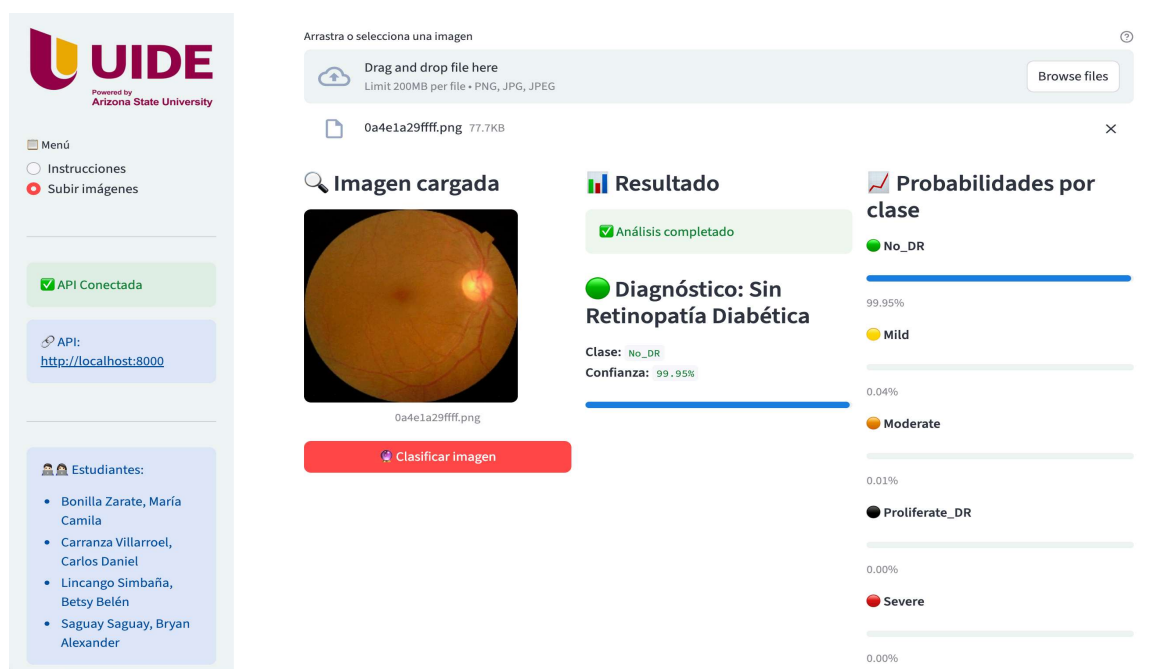 UIDE
Powered by
Arizona State University
Menú
Instrucciones
Subir imágenes
API Conectada
API:
http://localhost:8000
Estudiantes:
Bonilla Zarate, María
Camila
Carranza Villarroel,
Carlos Daniel
Lincango Simbaña,
Betsy Belén
Saguay Saguay, Bryan
Alexander
Arrastra o selecciona una imagen
Drag and drop file here
Limit 200MB per file • PNG, JPG, JPEG
Browse files
0a4e1a29ffff.png 77.7KB
Imagen cargada
0a4e1a29ffff.png
Clasificar imagen
Resultado
Análisis completado
Diagnóstico: Sin
Retinopatía Diabética
Clase: No_DR
Confianza: 99.95%
Probabilidades por
clase
No_DR
99.95%
Mild
0.04%
Moderate
0.01%
Proliferate_DR
0.00%
Severe
0.00%